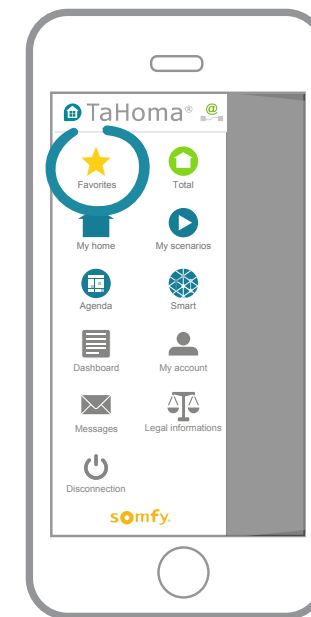 TaHoma® @
Favorites Total
My home My scenarios
Agenda Smart
Dashboard My account
Messages Legal informations
Disconnection
somfy.